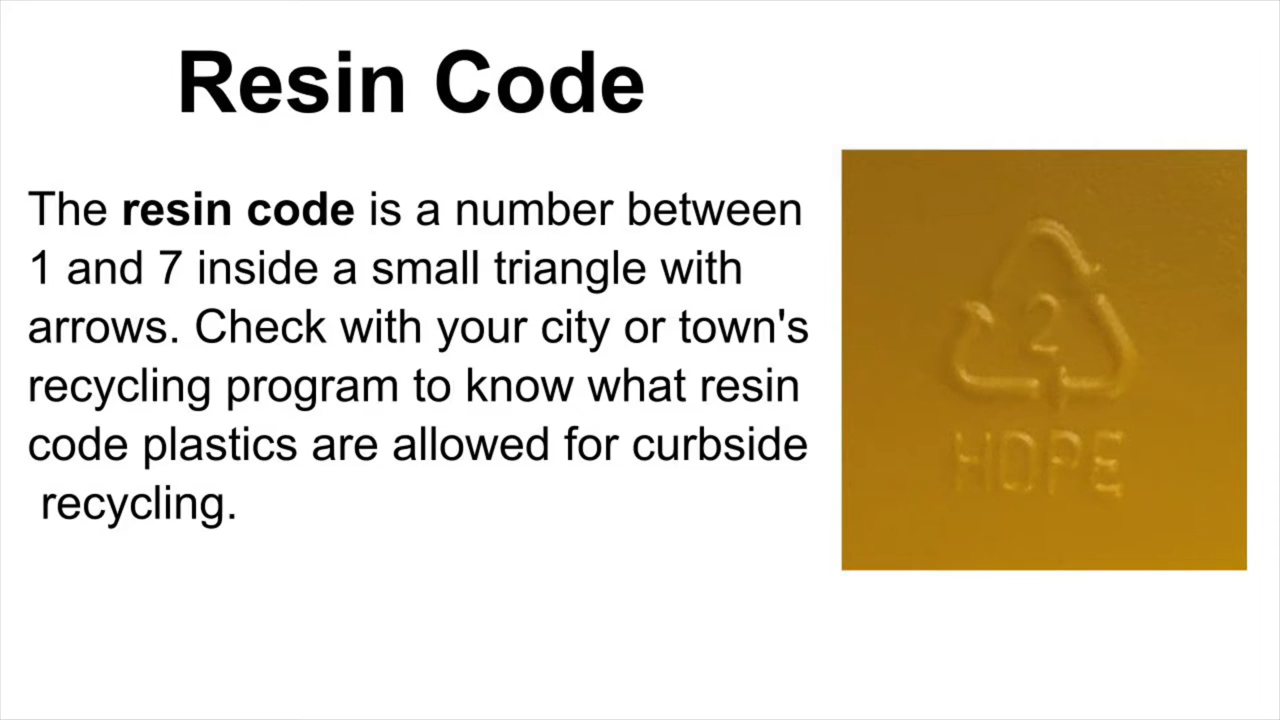 Resin Code
The resin code is a number between
1 and 7 inside a small triangle with
arrows. Check with your city or town's
recycling program to know what resin
code plastics are allowed for curbside
recycling.
2
HDPE